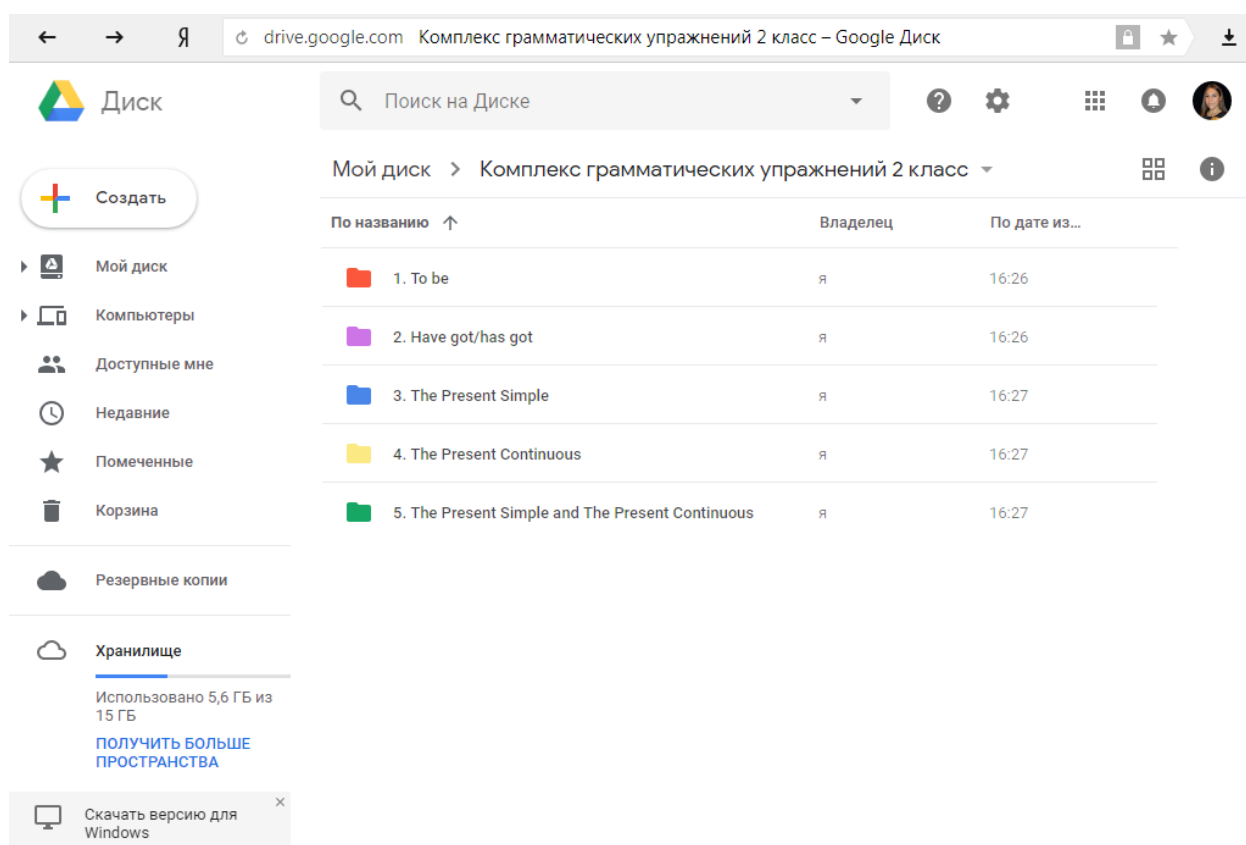 Я drive.google.com Комплекс грамматических упражнений 2 класс – Google Диск
Диск
Поиск на Диске
Мой диск > Комплекс грамматических упражнений 2 класс
Создать
По названию Владелец По дате из...
Мой диск
Компьютеры
Доступные мне
Недавние
Помеченные
Корзина
Резервные копии
Хранилище
Использовано 5,6 ГБ из
15 ГБ
ПОЛУЧИТЬ БОЛЬШЕ
ПРОСТРАНСТВА
Скачать версию для
Windows
1. To be я 16:26
2. Have got/has got я 16:26
3. The Present Simple я 16:27
4. The Present Continuous я 16:27
5. The Present Simple and The Present Continuous я 16:27